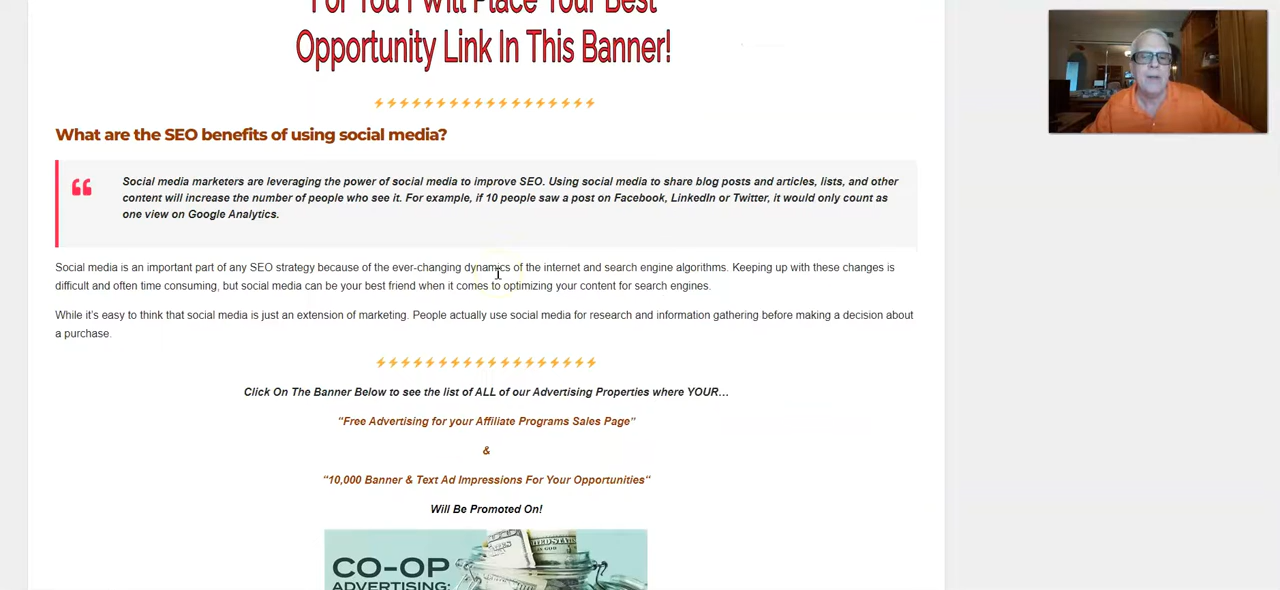 For You I Will Place Your Best
Opportunity Link In This Banner!
What are the SEO benefits of using social media?
Social media marketers are leveraging the power of social media to improve SEO. Using social media to share blog posts and articles, lists, and other
content will increase the number of people who see it. For example, if 10 people saw a post on Facebook, LinkedIn or Twitter, it would only count as
one view on Google Analytics.
Social media is an important part of any SEO strategy because of the ever-changing dynamics of the internet and search engine algorithms. Keeping up with these changes is
difficult and often time consuming, but social media can be your best friend when it comes to optimizing your content for search engines.
While it's easy to think that social media is just an extension of marketing. People actually use social media for research and information gathering before making a decision about
a purchase.
Click On The Banner Below to see the list of ALL of our Advertising Properties where YOUR…
"Free Advertising for your Affiliate Programs Sales Page"
&
"10,000 Banner & Text Ad Impressions For Your Opportunities"
Will Be Promoted On!
CO-OP
ADVERTISING: